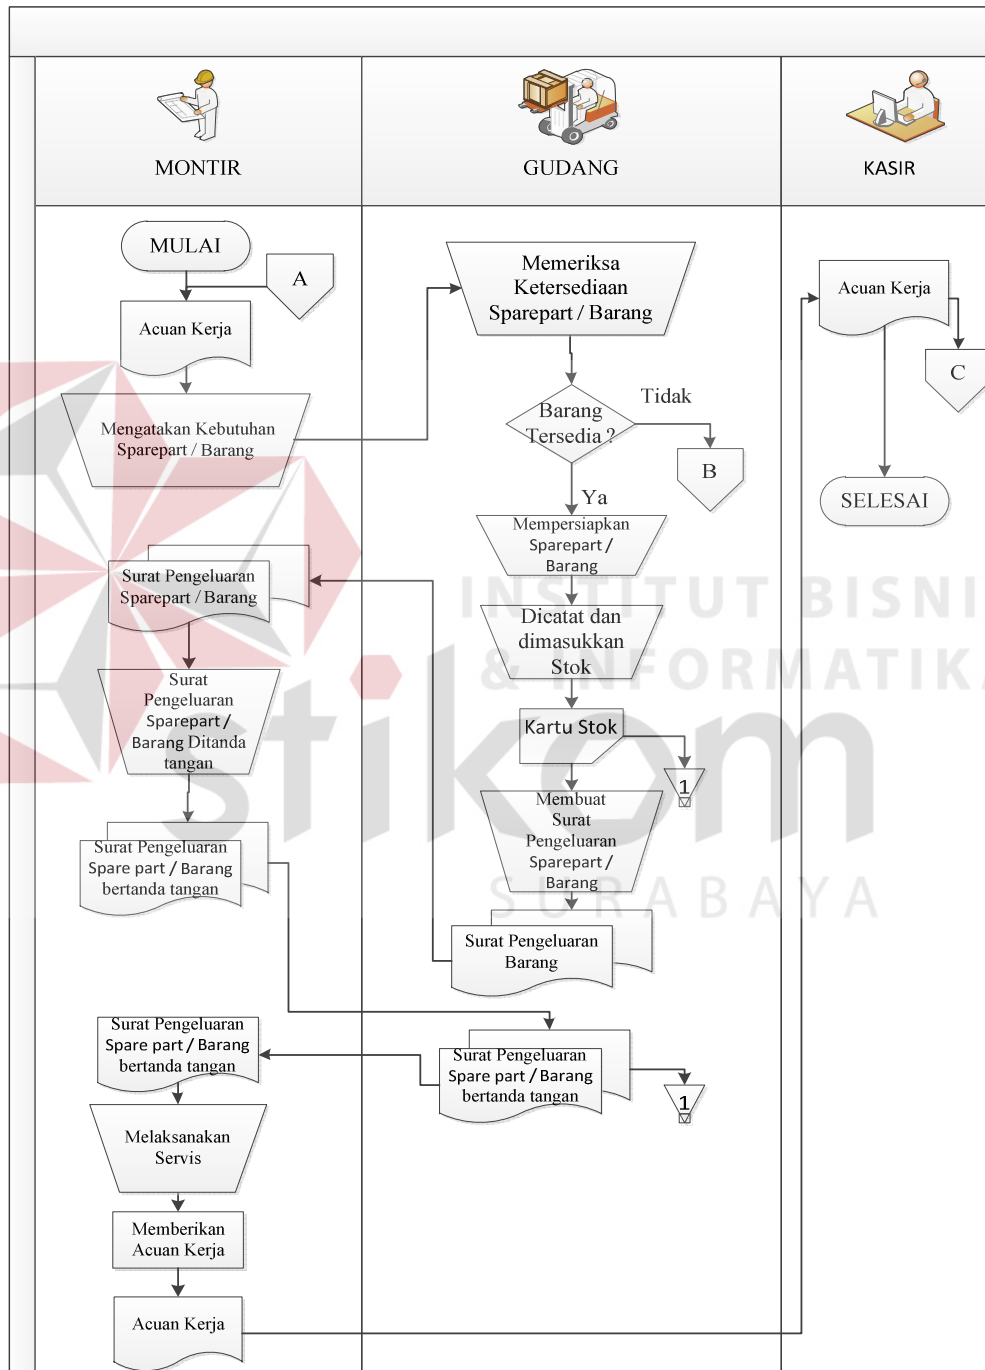 MONTIR
GUDANG
KASIR
MULAI
A
Acuan Kerja
Mengatakan Kebutuhan
Sparepart / Barang
Surat Pengeluaran
Sparepart / Barang
Surat
Pengeluaran
Sparepart /
Barang Ditanda
tangan
Surat Pengeluaran
Spare part / Barang
bertanda tangan
Surat Pengeluaran
Spare part / Barang
bertanda tangan
Melaksanakan
Servis
Memberikan
Acuan Kerja
Acuan Kerja
Memeriksa
Ketersediaan
Sparepart / Barang
Barang
Tersedia ?
Tidak
B
Ya
Mempersiapkan
Sparepart /
Barang
Dicatat dan
dimasukkan
Stok
Kartu Stok
1
Membuat
Surat
Pengeluaran
Sparepart /
Barang
Surat Pengeluaran
Barang
Surat Pengeluaran
Spare part / Barang
bertanda tangan
1
Acuan Kerja
C
SELESAI
INSTITUT BISNI
& INFORMATIKA
stikom
SURABAYA